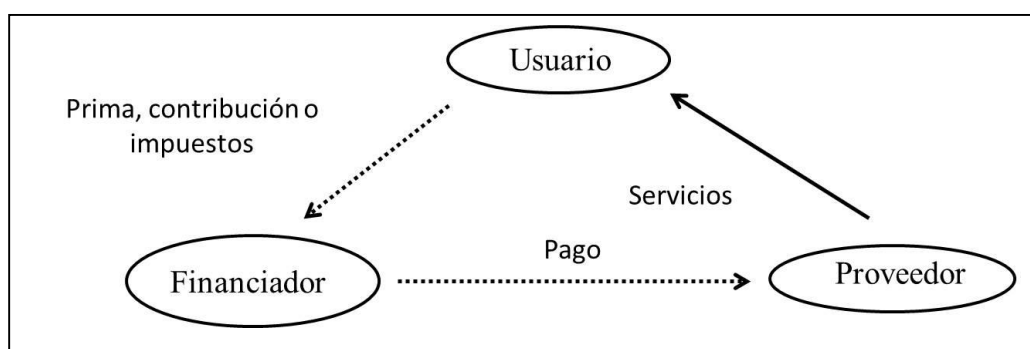 Usuario
Prima, contribución o
impuestos
Servicios
Pago
Financiador
Proveedor